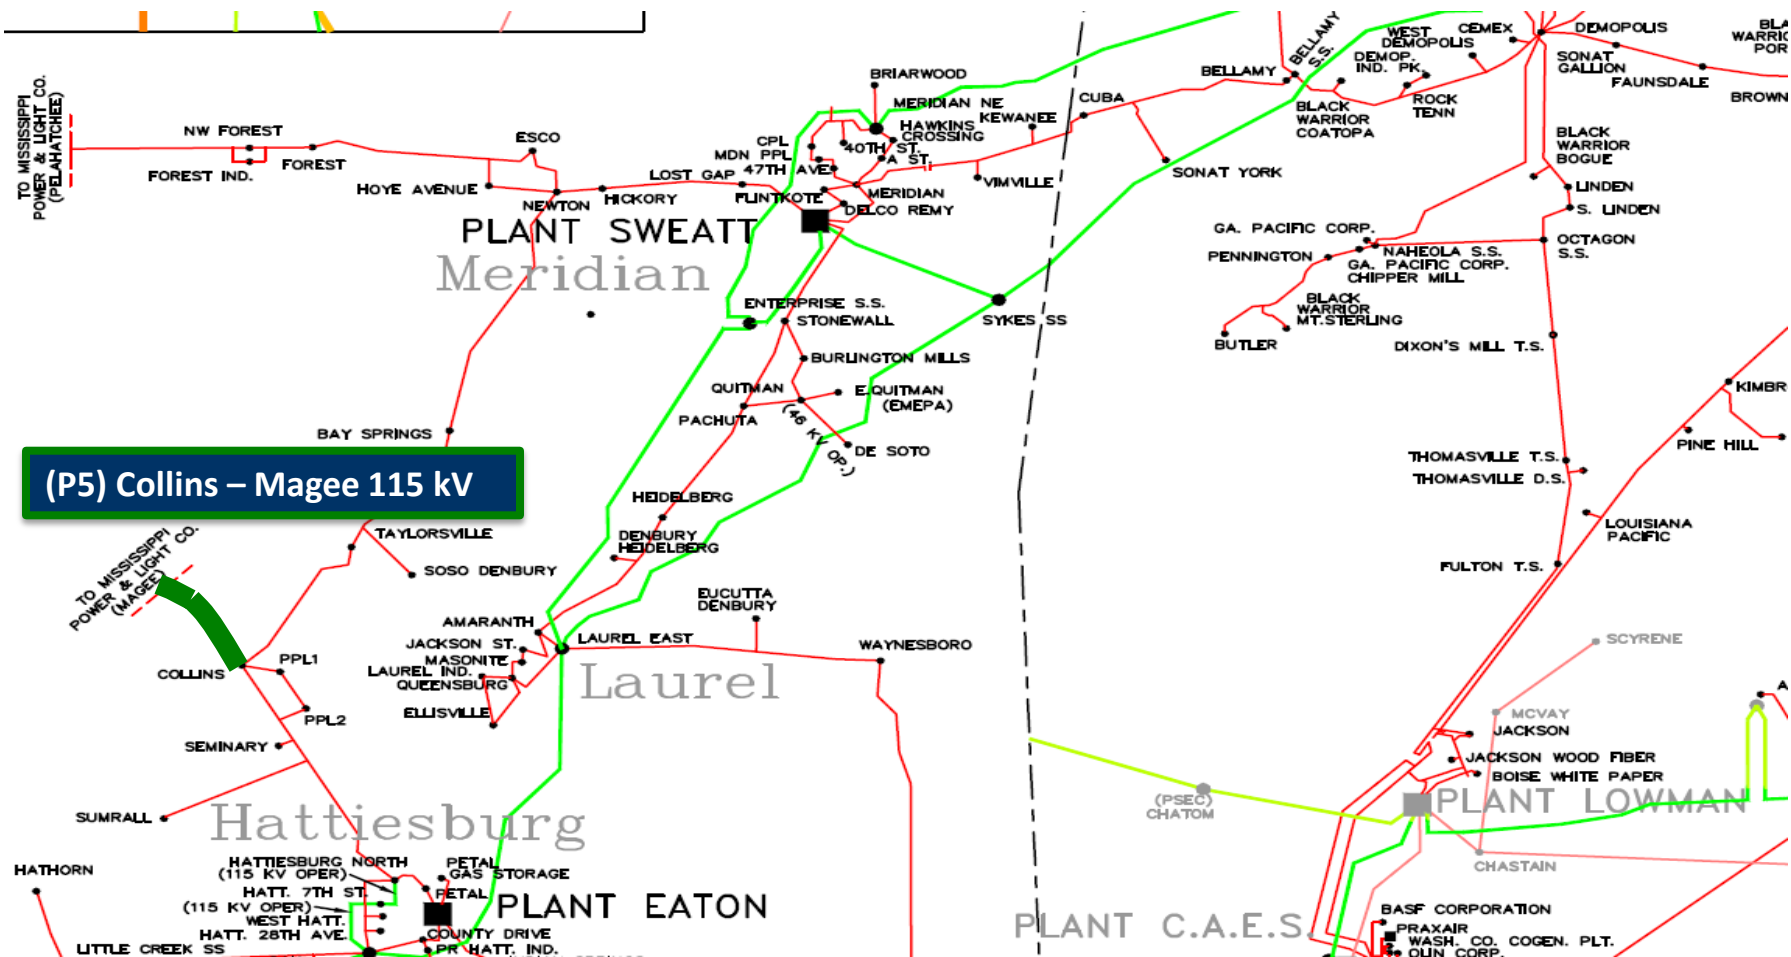 BRIARWOOD
MERIDIAN NE
HAWKINS
CROSSING
KEWANEE
CUBA
BELLAMY
BELLAMY
S.S.
WEST
DEMOPOLIS
CEMEX
DEMOPOLIS
DEMOP.
IND. PK.
SONAT
GALLION
FAUNSDALE
ROCK
TENN
BLACK
WARRIOR
COATOPA
BROWN
BLACK
WARRIOR
BOGUE
TO MISSISSIPPI
POWER & LIGHT CO.
(PELAHATCHEE)
NW FOREST
FOREST IND.
FOREST
ESCO
HOYE AVENUE
NEWTON
HICKORY
LOST GAP
CPL
MDN PPL
47TH AVE
40TH ST.
A ST.
FLINTKOTE
MERIDIAN
DELCO REMY
VIMVILLE
SONAT YORK
LINDEN
S. LINDEN
PLANT SWEATT
Meridian
GA. PACIFIC CORP.
PENNINGTON
NAHEOLA S.S.
GA. PACIFIC CORP.
CHIPPER MILL
OCTAGON
S.S.
ENTERPRISE S.S.
STONEWALL
SYKES SS
BLACK
WARRIOR
MT.STERLING
BUTLER
DIXON'S MILL T.S.
BURLINGTON MILLS
QUITMAN
E.QUITMAN
(EMEPA)
PACHUTA
(46 KV OP.)
DE SOTO
KIMBR
PINE HILL
BAY SPRINGS
(P5) Collins – Magee 115 kV
THOMASVILLE T.S.
THOMASVILLE D.S.
HEIDELBERG
DENBURY
HEIDELBERG
LOUISIANA
PACIFIC
FULTON T.S.
TAYLORSVILLE
SOSO DENBURY
TO MISSISSIPPI
POWER & LIGHT CO.
(MAGEE)
EUCUTTA
DENBURY
AMARANTH
JACKSON ST.
MASONITE
LAUREL IND.
QUEENSBURG
ELLISVILLE
LAUREL EAST
Laurel
WAYNESBORO
SCYRENE
COLLINS
PPL1
PPL2
SEMINARY
SUMRALL
MCVAY
JACKSON
JACKSON WOOD FIBER
BOISE WHITE PAPER
(PSEC)
CHATOM
PLANT LOWMAN
CHASTAIN
Hattiesburg
HATHORN
HATTIESBURG NORTH
(115 KV OPER)
HATT. 7TH ST.
(115 KV OPER)
WEST HATT.
HATT. 28TH AVE.
LITTLE CREEK SS
PETAL
GAS STORAGE
PETAL
PLANT EATON
COUNTY DRIVE
PR HATT. IND.
PLANT C.A.E.S.
BASF CORPORATION
PRAXAIR
WASH. CO. COGEN. PLT.
OLIN CORP.